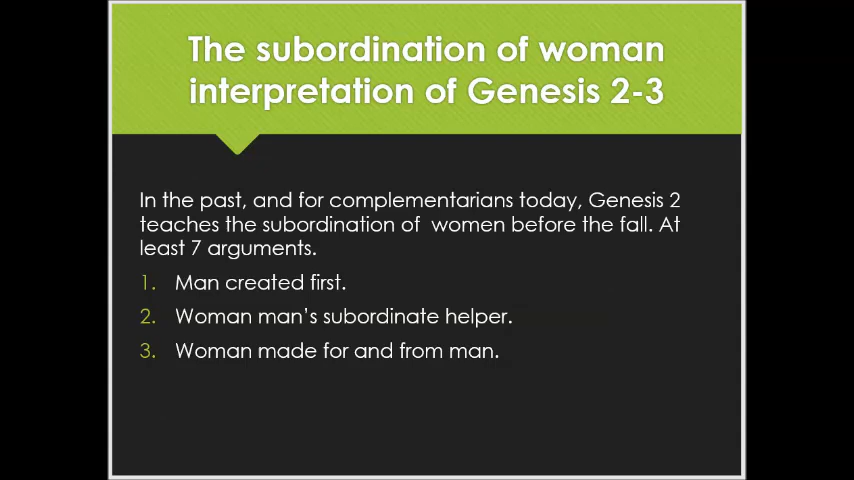 The subordination of woman
interpretation of Genesis 2-3
In the past, and for complementarians today, Genesis 2
teaches the subordination of  women before the fall. At
least 7 arguments.
1. Man created first.
2. Woman man's subordinate helper.
3. Woman made for and from man.